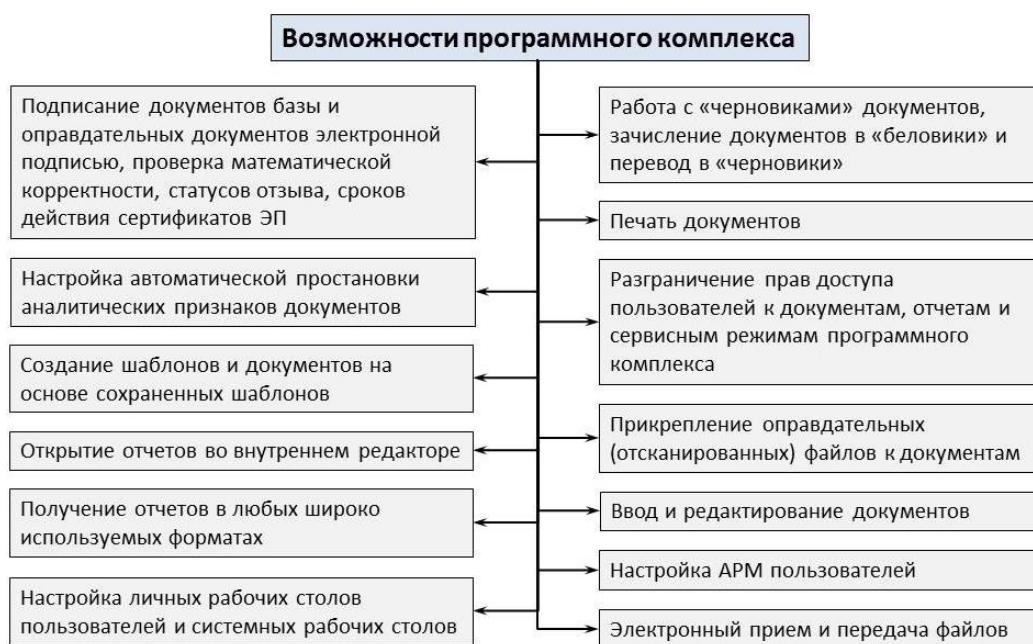 Возможности программного комплекса
Подписание документов базы и
оправдательных документов электронной
подписью, проверка математической
корректности, статусов отзыва, сроков
действия сертификатов ЭП
Настройка автоматической простановки
аналитических признаков документов
Создание шаблонов и документов на
основе сохраненных шаблонов
Открытие отчетов во внутреннем редакторе
Получение отчетов в любых широко
используемых форматах
Настройка личных рабочих столов
пользователей и системных рабочих столов
Работа с «черновиками» документов,
зачисление документов в «беловики» и
перевод в «черновики»
Печать документов
Разграничение прав доступа
пользователей к документам, отчетам и
сервисным режимам программного
комплекса
Прикрепление оправдательных
(отсканированных) файлов к документам
Ввод и редактирование документов
Настройка АРМ пользователей
Электронный прием и передача файлов